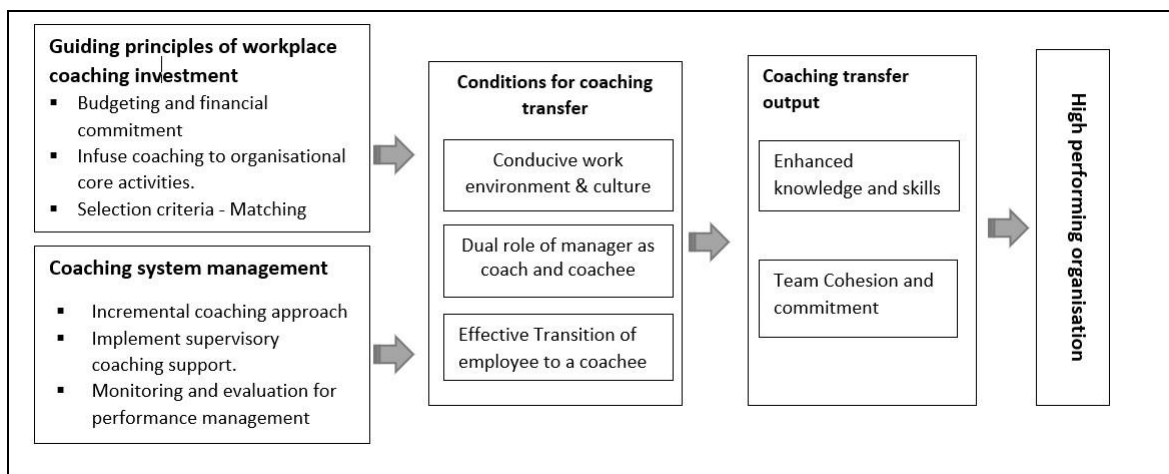 Guiding principles of workplace
coaching investment
▪ Budgeting and financial
commitment
▪ Infuse coaching to organisational
core activities.
▪ Selection criteria - Matching
Coaching system management
▪ Incremental coaching approach
▪ Implement supervisory
coaching support.
▪ Monitoring and evaluation for
performance management
Conditions for coaching
transfer
Conducive work
environment & culture
Dual role of manager as
coach and coachee
Effective Transition of
employee to a coachee
Coaching transfer
output
Enhanced
knowledge and skills
Team Cohesion and
commitment
High performing organisation